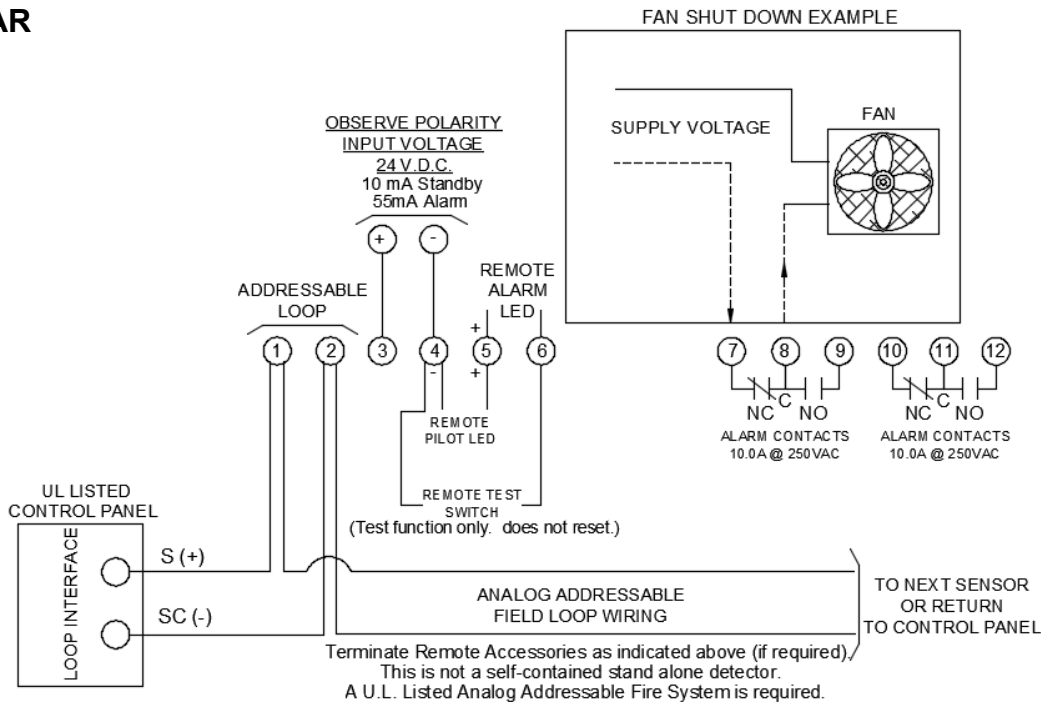 AR
FAN SHUT DOWN EXAMPLE
SUPPLY VOLTAGE
FAN
OBSERVE POLARITY
INPUT VOLTAGE
24 V.D.C.
10 mA Standby
55mA Alarm
+ -
REMOTE
ALARM
LED
ADDRESSABLE
LOOP
+
1 2 3 4 5 6 7 8 9 10 11 12
- +
REMOTE
PILOT LED
NC C NO NC C NO
ALARM CONTACTS
10.0A @ 250VAC
ALARM CONTACTS
10.0A @ 250VAC
REMOTE TEST
SWITCH
(Test function only. does not reset.)
UL LISTED
CONTROL PANEL
LOOP INTERFACE
S (+)
SC (-)
ANALOG ADDRESSABLE
FIELD LOOP WIRING
TO NEXT SENSOR
OR RETURN
TO CONTROL PANEL
Terminate Remote Accessories as indicated above (if required).
This is not a self-contained stand alone detector.
A U.L. Listed Analog Addressable Fire System is required.